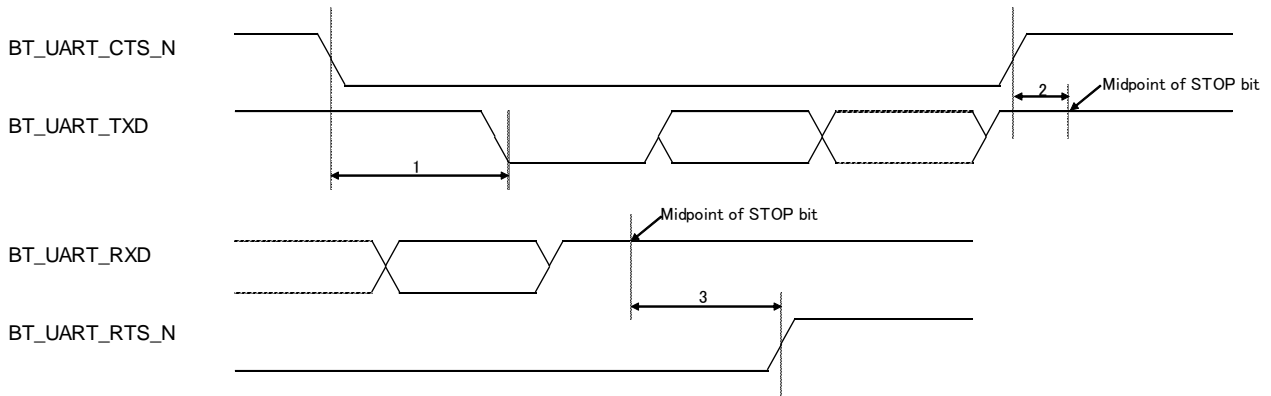 BT_UART_CTS_N
2
Midpoint of STOP bit
BT_UART_TXD
1
Midpoint of STOP bit
BT_UART_RXD
3
BT_UART_RTS_N